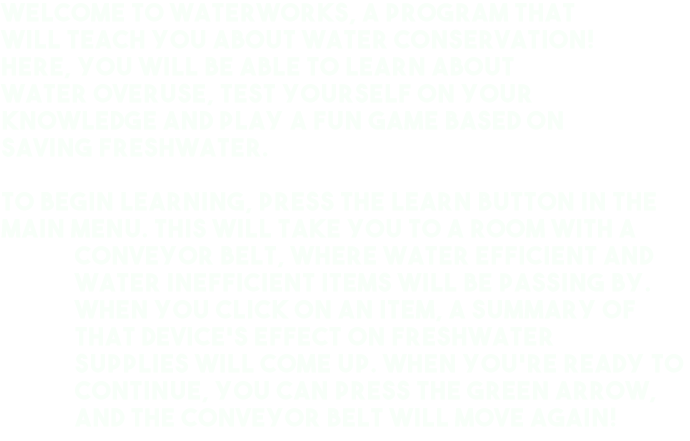 WELCOME TO WATERWORKS, A PROGRAM THAT
WILL TEACH YOU ABOUT WATER CONSERVATION!
HERE, YOU WILL BE ABLE TO LEARN ABOUT
WATER OVERUSE, TEST YOURSELF ON YOUR
KNOWLEDGE AND PLAY A FUN GAME BASED ON
SAVING FRESHWATER.
TO BEGIN LEARNING, PRESS THE LEARN BUTTON IN THE
MAIN MENU. THIS WILL TAKE YOU TO A ROOM WITH A
CONVEYOR BELT, WHERE WATER EFFICIENT AND
WATER INEFFICIENT ITEMS WILL BE PASSING BY.
WHEN YOU CLICK ON AN ITEM, A SUMMARY OF
THAT DEVICE'S EFFECT ON FRESHWATER
SUPPLIES WILL COME UP. WHEN YOU'RE READY TO
CONTINUE, YOU CAN PRESS THE GREEN ARROW,
AND THE CONVEYOR BELT WILL MOVE AGAIN!